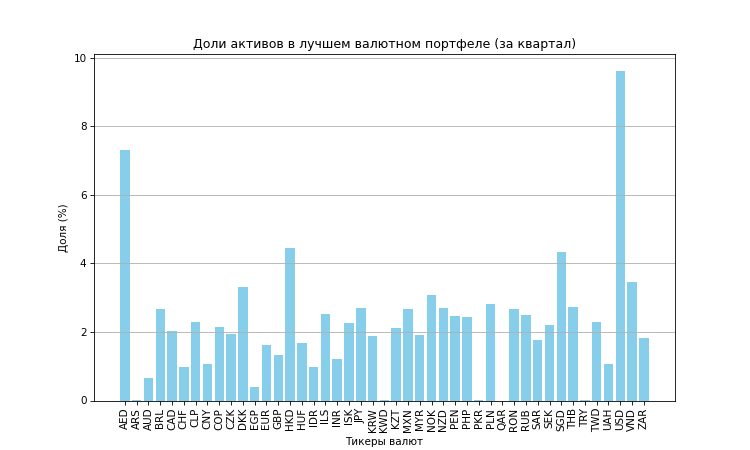 Доли активов в лучшем валютном портфеле (за квартал)
Доля (%)
10
8
6
4
2
0
AED ARS AUD BRL CAD CHF CLP CNY COP CZK DKK EGP EUR GBP HKD HUF IDR ILS INR ISK JPY KRW KWD KZT MXN MYR NOK NZD PEN PHP PKR PLN QAR RON RUB SAR SEK SGD THB TRY TWD UAH USD VND ZAR
Тикеры валют